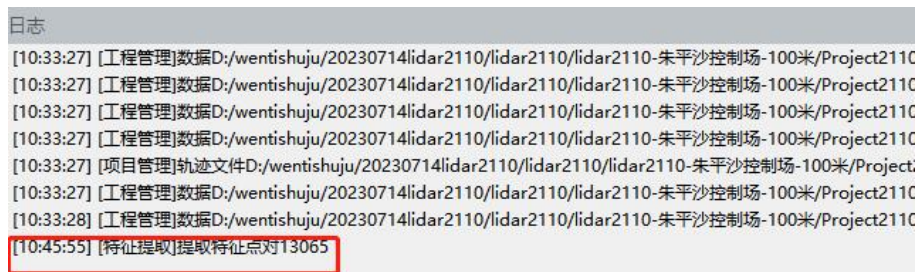 日志
[10:33:27] [工程管理]数据D:/wentishuju/20230714lidar2110/lidar2110/lidar2110-朱平沙控制场-100米/Project2110
[10:33:27] [工程管理]数据D:/wentishuju/20230714lidar2110/lidar2110/lidar2110-朱平沙控制场-100米/Project2110
[10:33:27] [工程管理]数据D:/wentishuju/20230714lidar2110/lidar2110/lidar2110-朱平沙控制场-100米/Project2110
[10:33:27] [工程管理]数据D:/wentishuju/20230714lidar2110/lidar2110/lidar2110-朱平沙控制场-100米/Project2110
[10:33:27] [项目管理]轨迹文件D:/wentishuju/20230714lidar2110/lidar2110/lidar2110-朱平沙控制场-100米/Project2
[10:33:27] [工程管理]数据D:/wentishuju/20230714lidar2110/lidar2110/lidar2110-朱平沙控制场-100米/Project2110
[10:33:28] [工程管理]数据D:/wentishuju/20230714lidar2110/lidar2110/lidar2110-朱平沙控制场-100米/Project2110
[10:45:55] [特征提取]提取特征点对13065